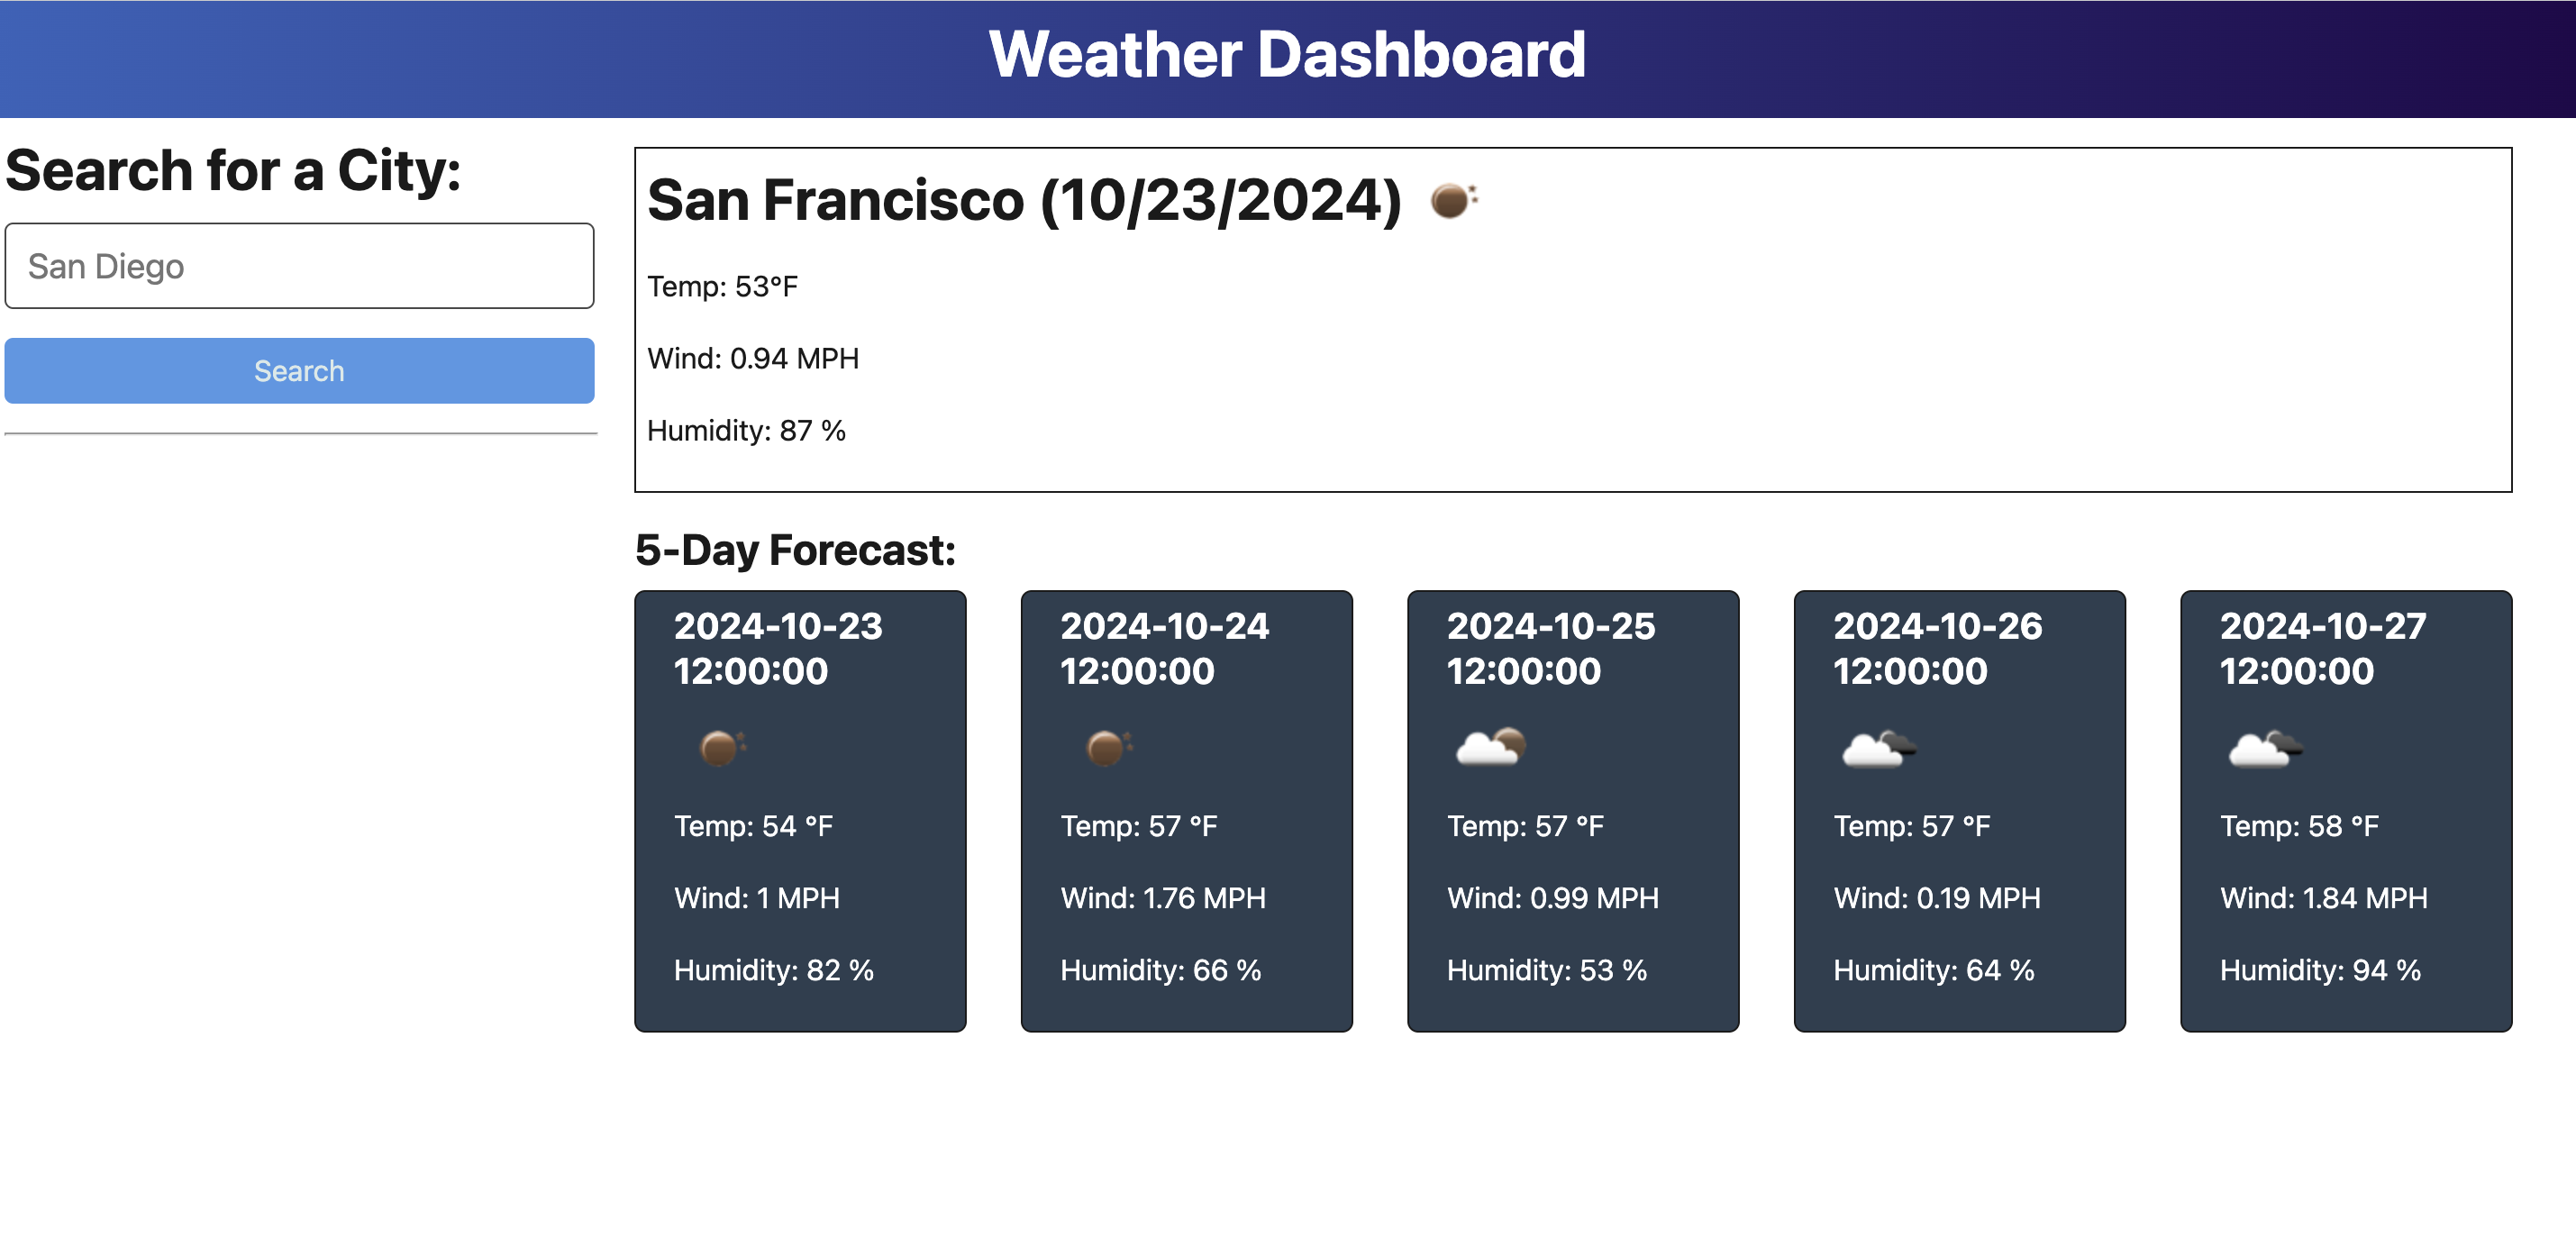 Weather Dashboard
Search for a City:
San Diego
Search
San Francisco (10/23/2024)
Temp: 53°F
Wind: 0.94 MPH
Humidity: 87 %
5-Day Forecast:
2024-10-23
12:00:00
Temp: 54 °F
Wind: 1 MPH
Humidity: 82 %
2024-10-24
12:00:00
Temp: 57 °F
Wind: 1.76 MPH
Humidity: 66 %
2024-10-25
12:00:00
Temp: 57 °F
Wind: 0.99 MPH
Humidity: 53 %
2024-10-26
12:00:00
Temp: 57 °F
Wind: 0.19 MPH
Humidity: 64 %
2024-10-27
12:00:00
Temp: 58 °F
Wind: 1.84 MPH
Humidity: 94 %